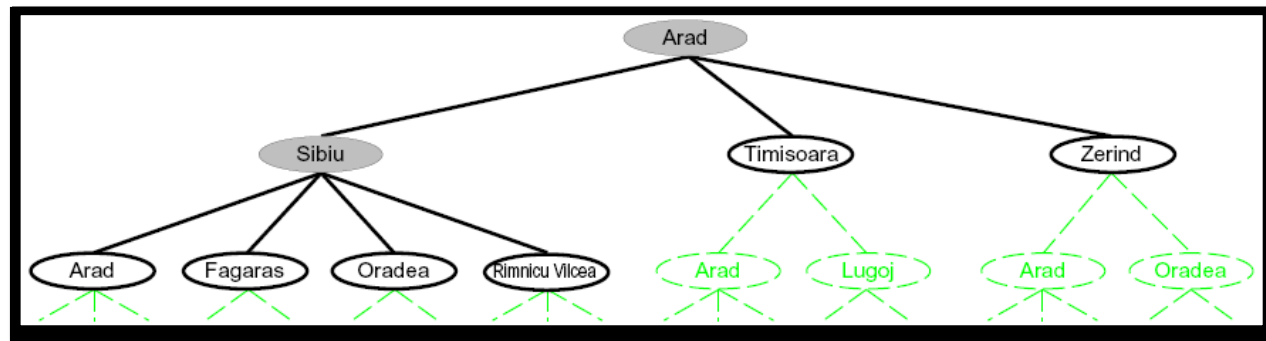 Arad
Sibiu Timisoara Zerind
Arad Fagaras Oradea Rimnicu Vilcea Arad Lugoj Arad Oradea